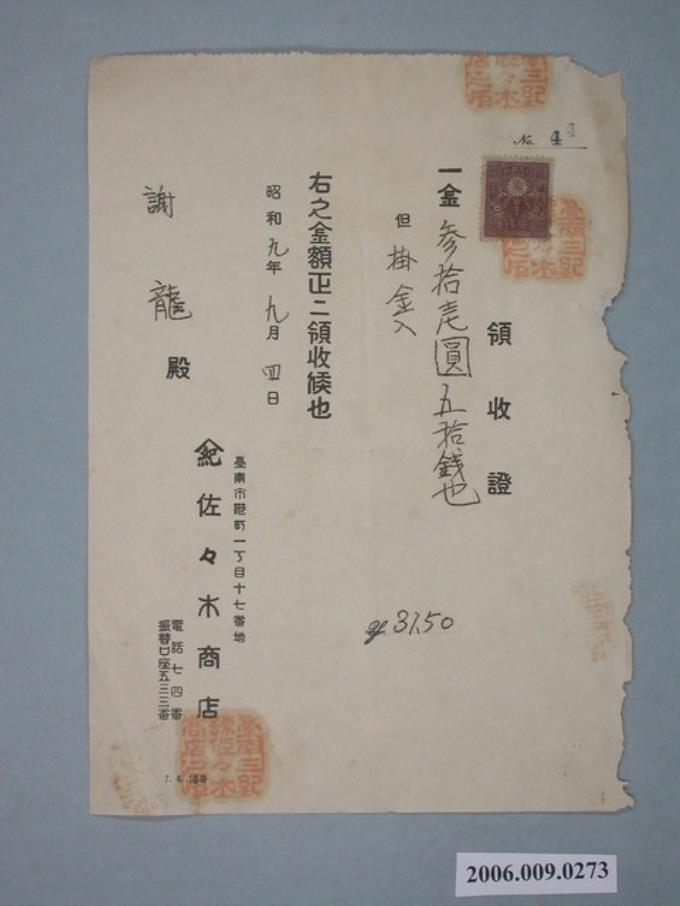 No. 44
領收證
一金参拾壱圓五拾錢也
但掛金入
¥31.50
右之金額正ニ領收候也
昭和九年九月四日
謝龍殿
臺南市港町一丁目十七番地
紀佐々木商店
電話七四番
振替口座五三三番
2006.009.0273